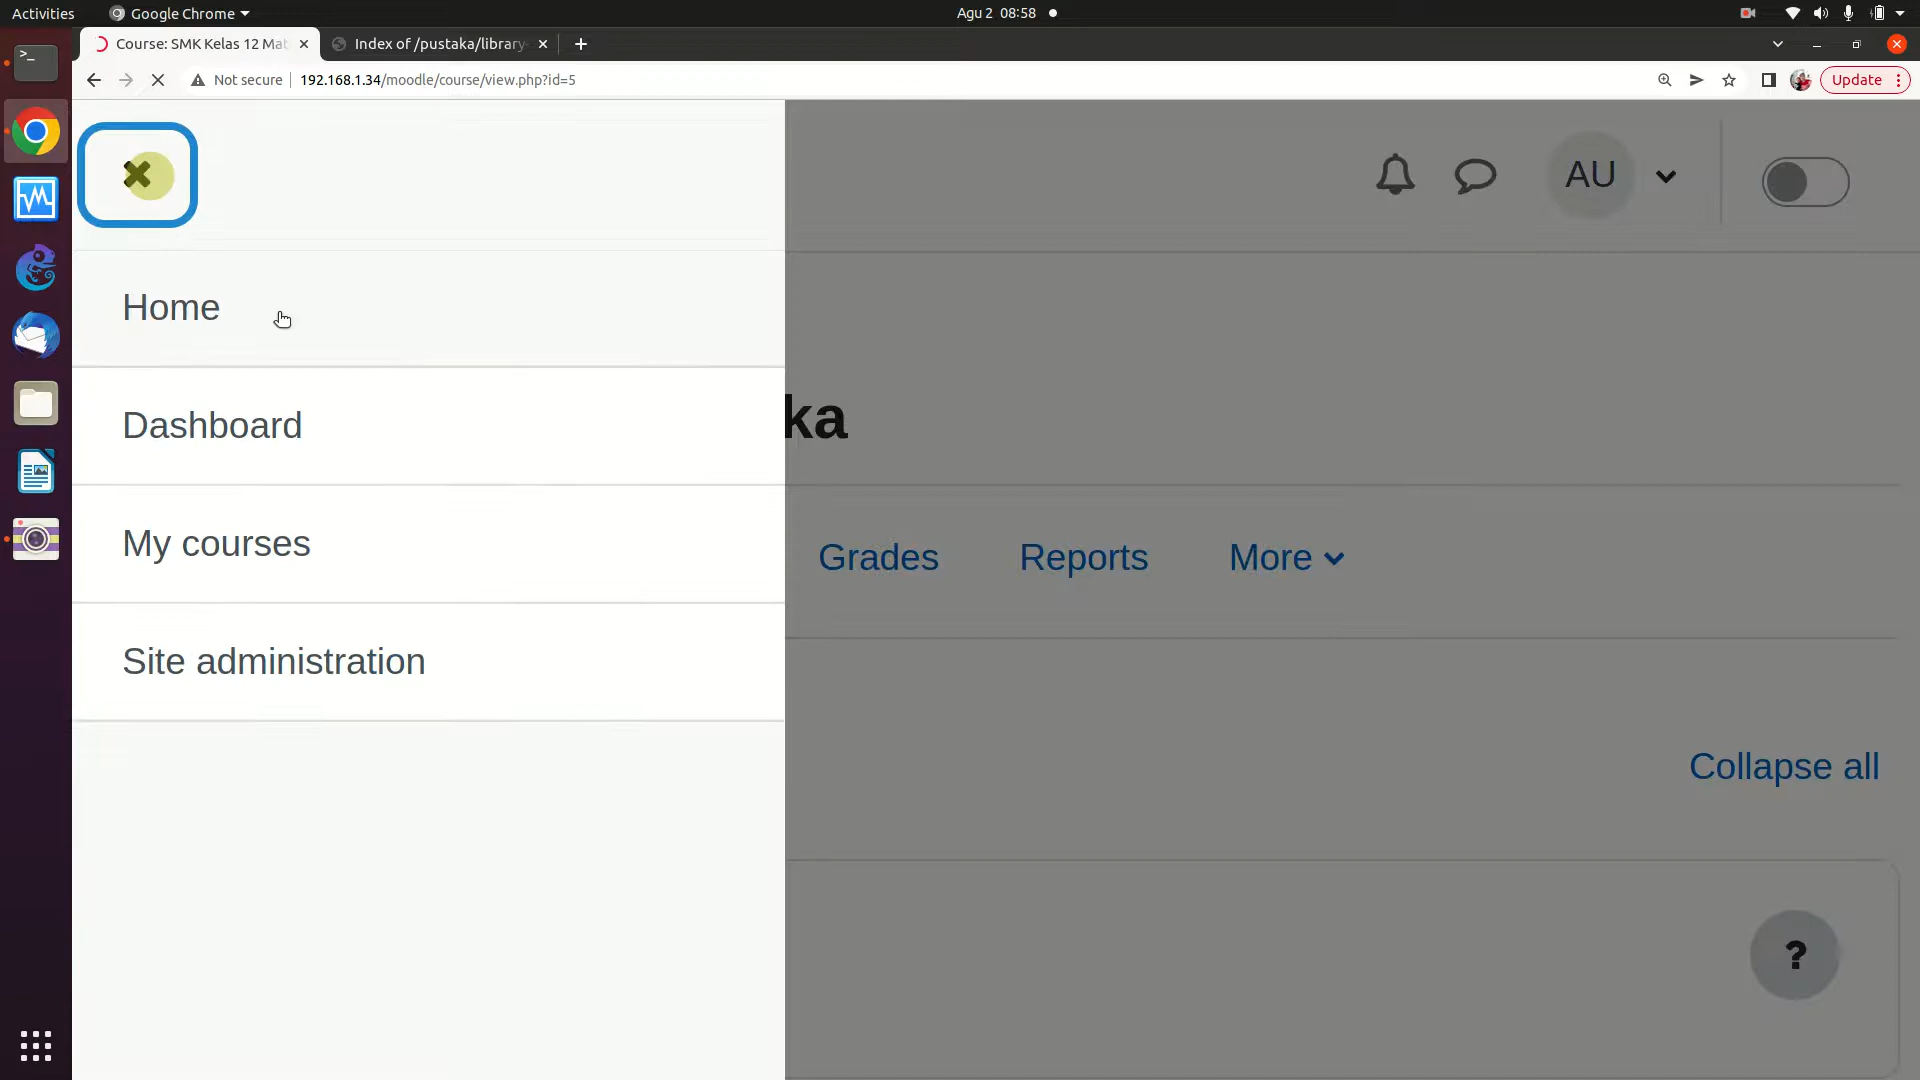 Activities
Google Chrome
Agu 2 08:58
Course: SMK Kelas 12 Mat
Index of /pustaka/library
Not secure
192.168.1.34/moodle/course/view.php?id=5
Update
AU
Home
Dashboard
ka
My courses
Grades
Reports
More
Site administration
Collapse all
?